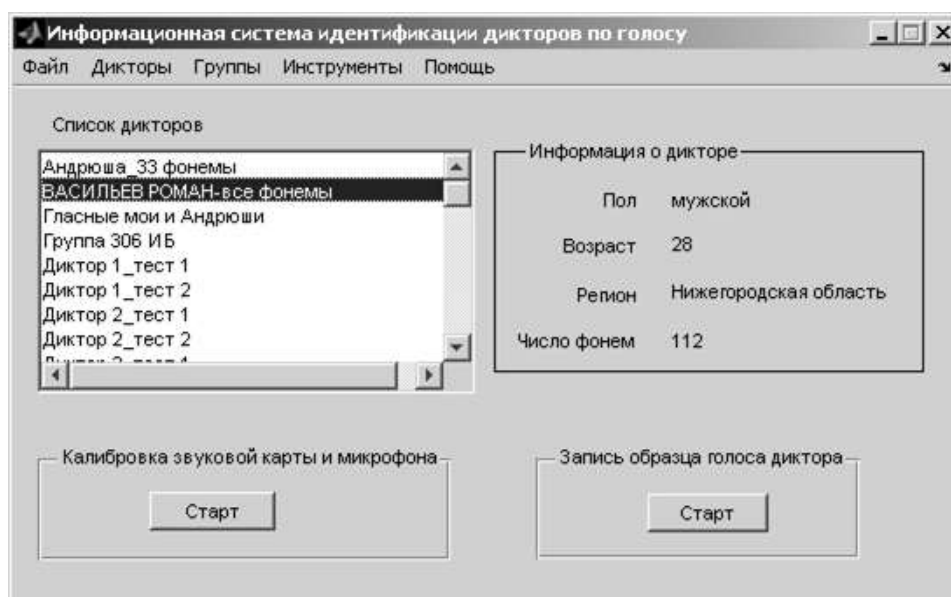 Информационная система идентификации дикторов по голосу
Файл Дикторы Группы Инструменты Помощь
Список дикторов
Андрюша_33 фонемы
ВАСИЛЬЕВ РОМАН-все фонемы
Гласные мои и Андрюши
Группа 306 ИБ
Диктор 1_тест 1
Диктор 1_тест 2
Диктор 2_тест 1
Диктор 2_тест 2
Информация о дикторе
Пол мужской
Возраст 28
Регион Нижегородская область
Число фонем 112
Калибровка звуковой карты и микрофона
Старт
Запись образца голоса диктора
Старт